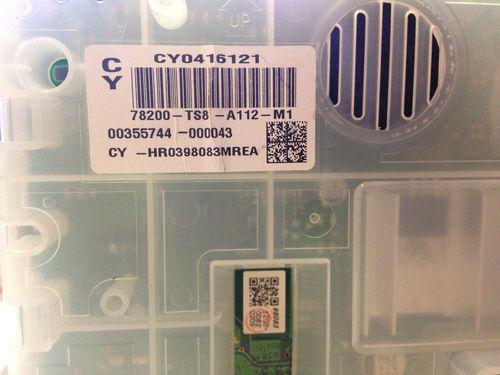 UP
CY0416121
C
Y
78200-TS8 -A112-M1
00355744 -000043
CY -HR0398083MREA